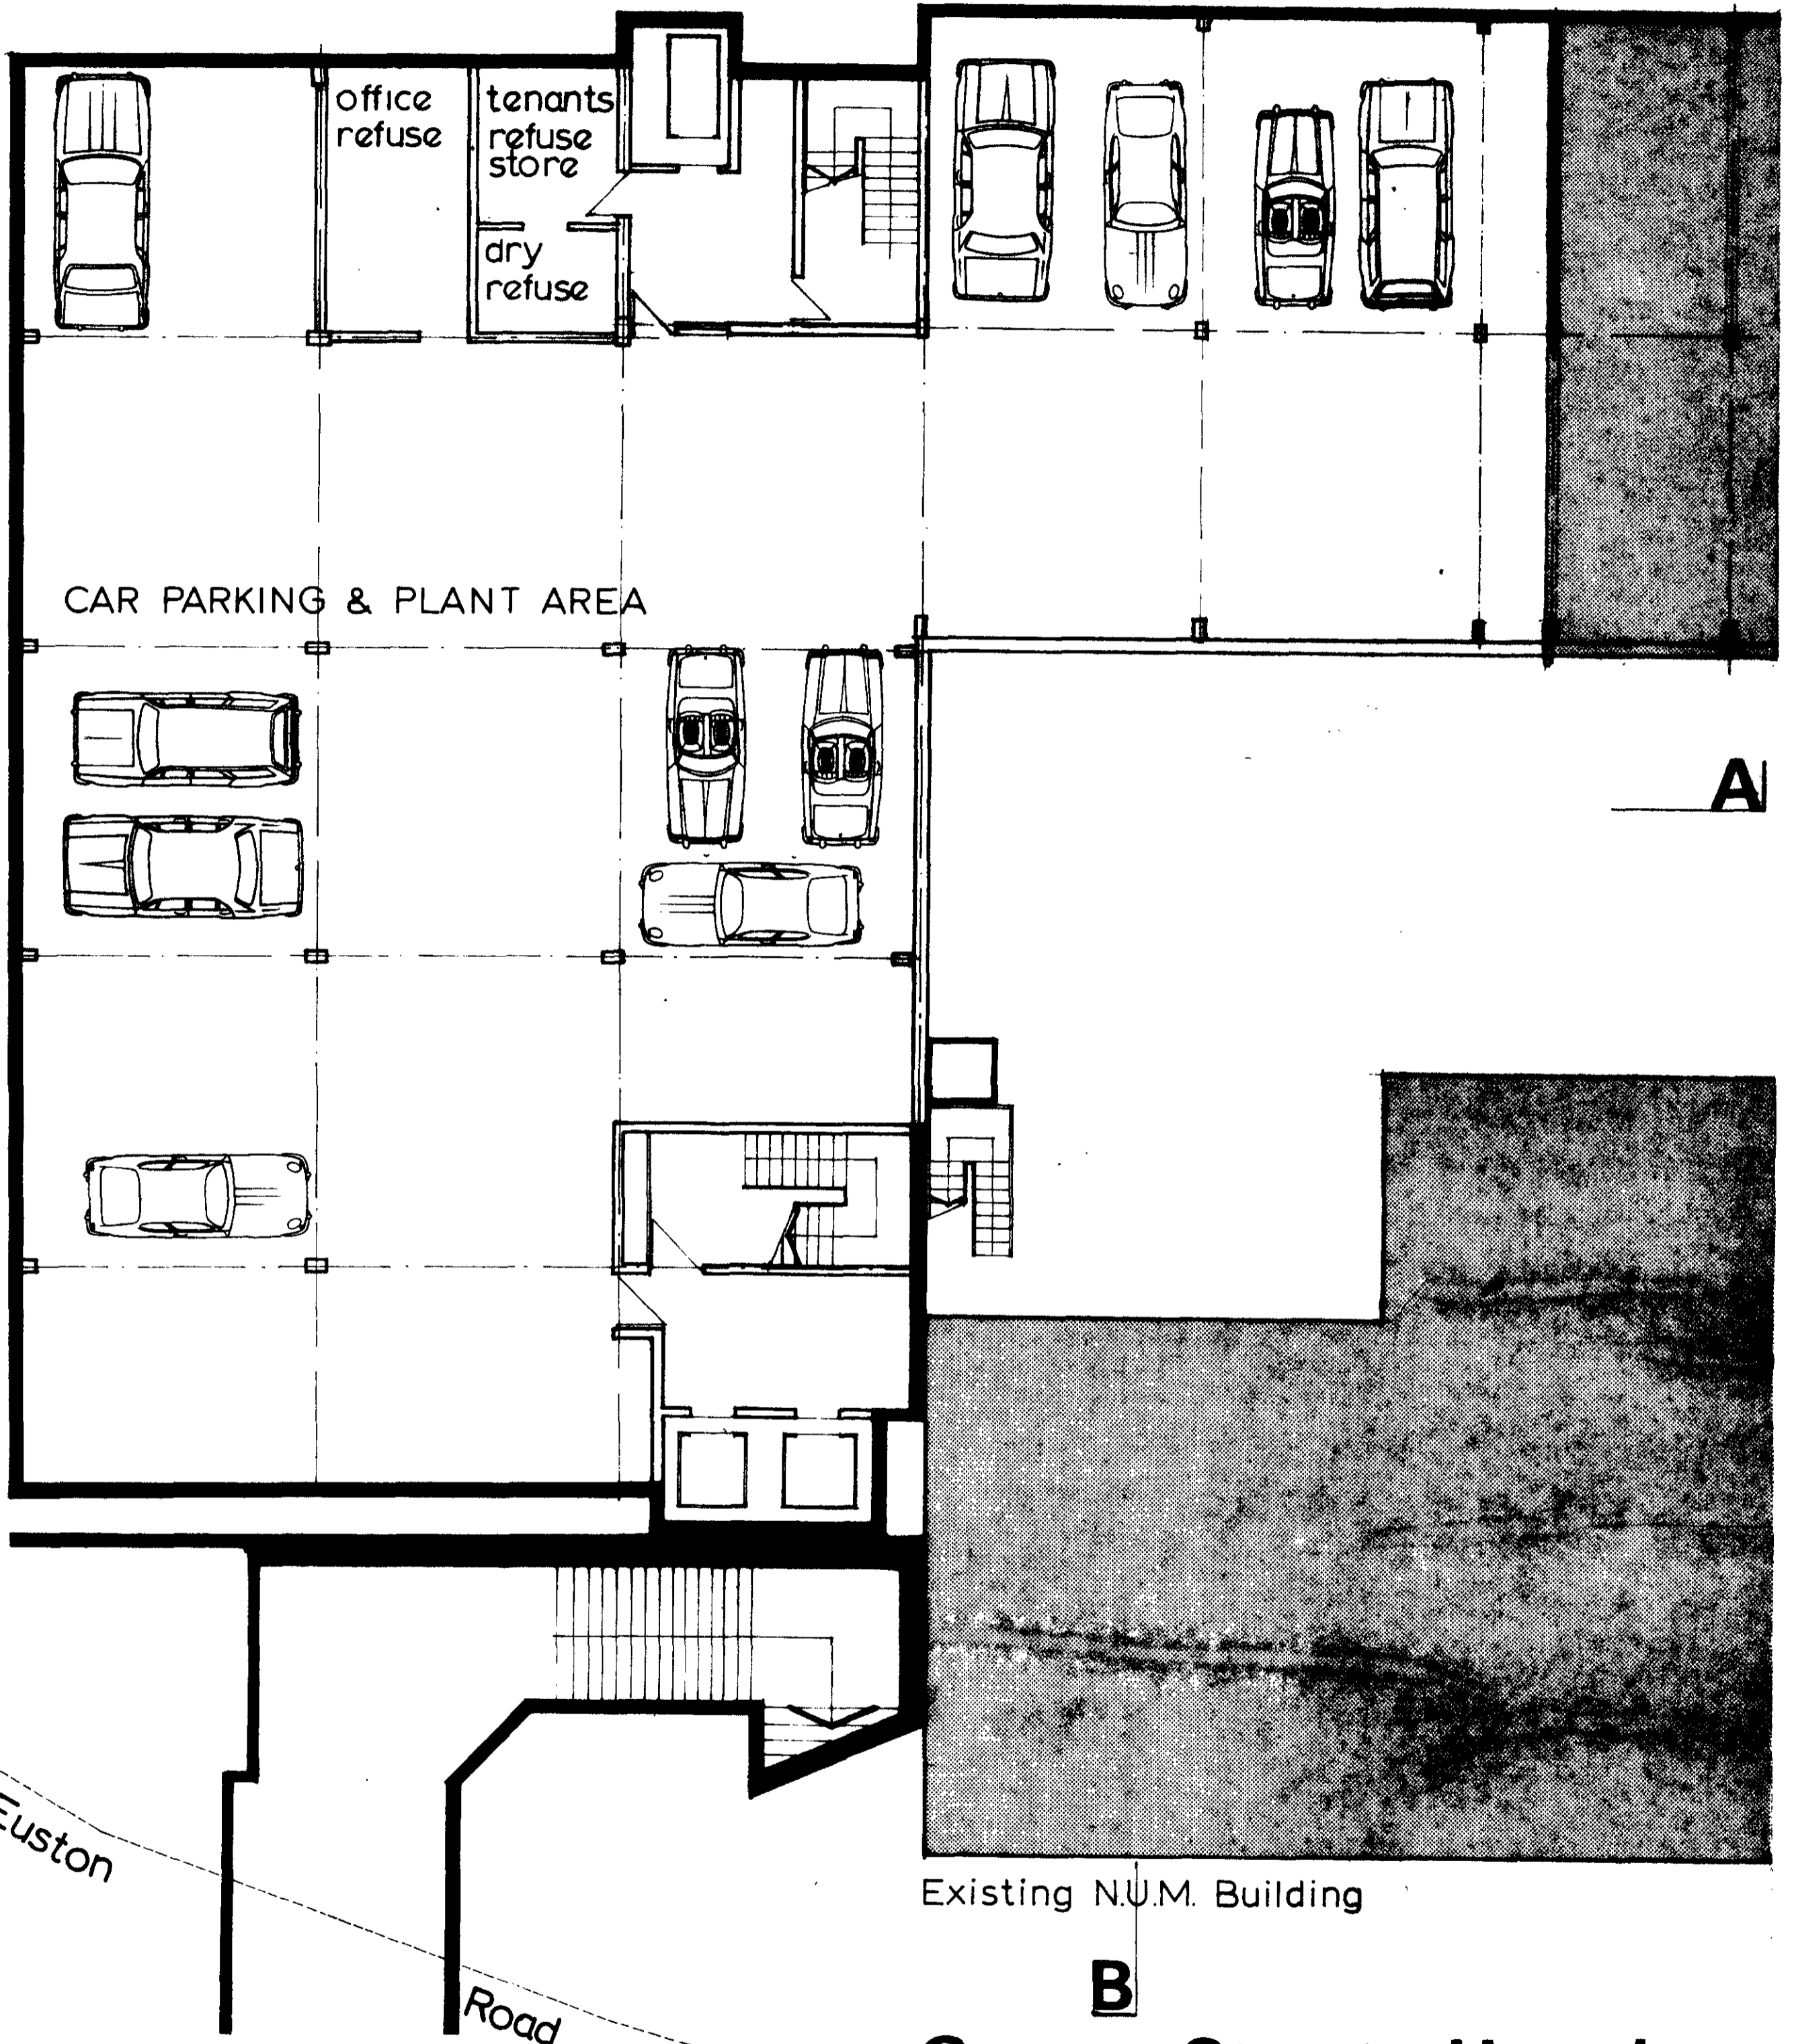 office
refuse
tenants
refuse
store
dry
refuse
CAR PARKING & PLANT AREA
A
Euston
Road
Existing N.U.M. Building
B